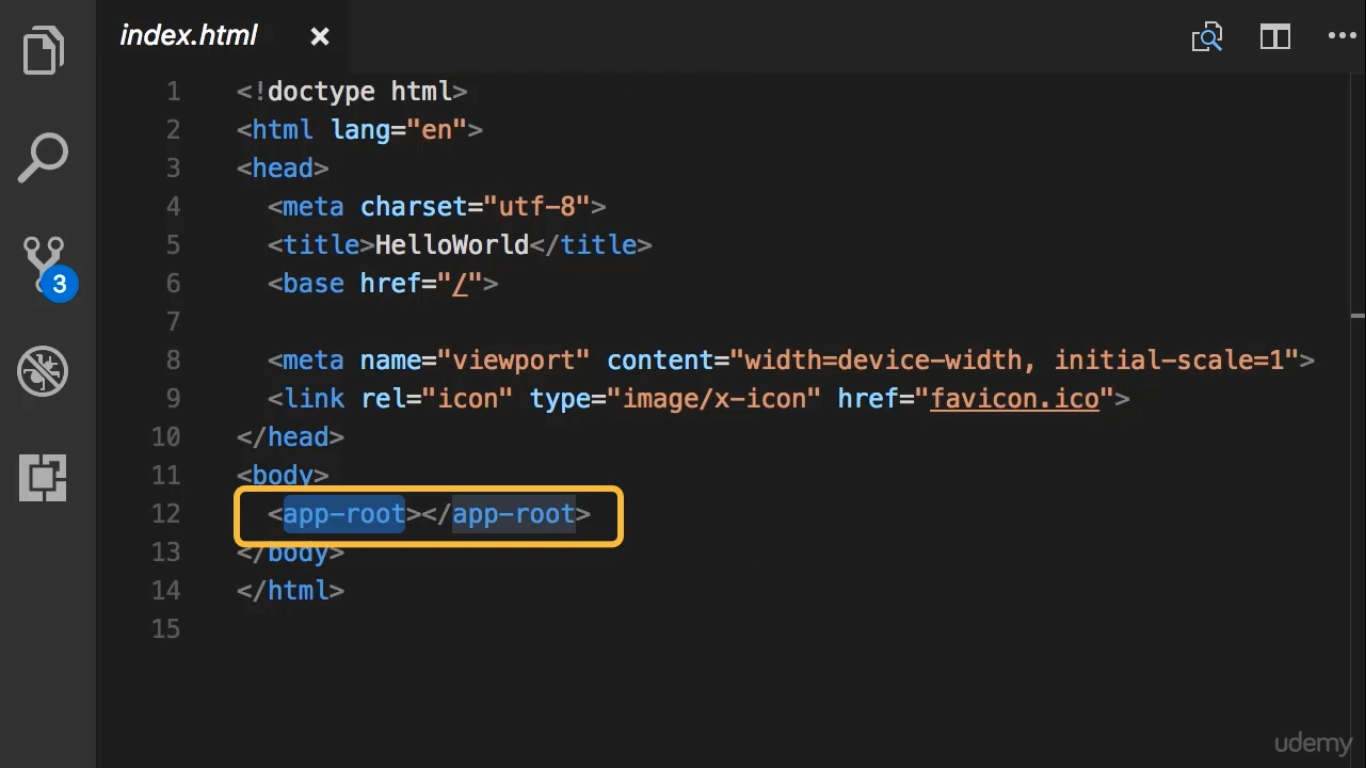 index.html
1 <!doctype html>
2 <html lang="en">
3 <head>
4   <meta charset="utf-8">
5   <title>HelloWorld</title>
6   <base href="/">
7
8   <meta name="viewport" content="width=device-width, initial-scale=1">
9   <link rel="icon" type="image/x-icon" href="favicon.ico">
10 </head>
11 <body>
12   <app-root></app-root>
13 </body>
14 </html>
15
3
udemy